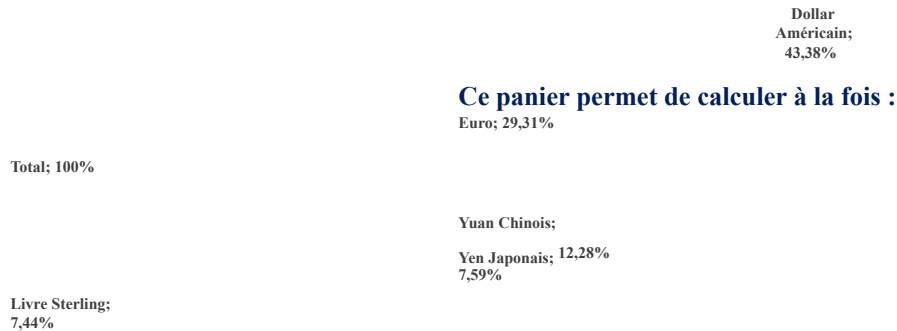 Dollar
Américain;
43,38%
Ce panier permet de calculer à la fois :
Euro; 29,31%
Total; 100%
Yuan Chinois;
12,28%
Yen Japonais;
7,59%
Livre Sterling;
7,44%